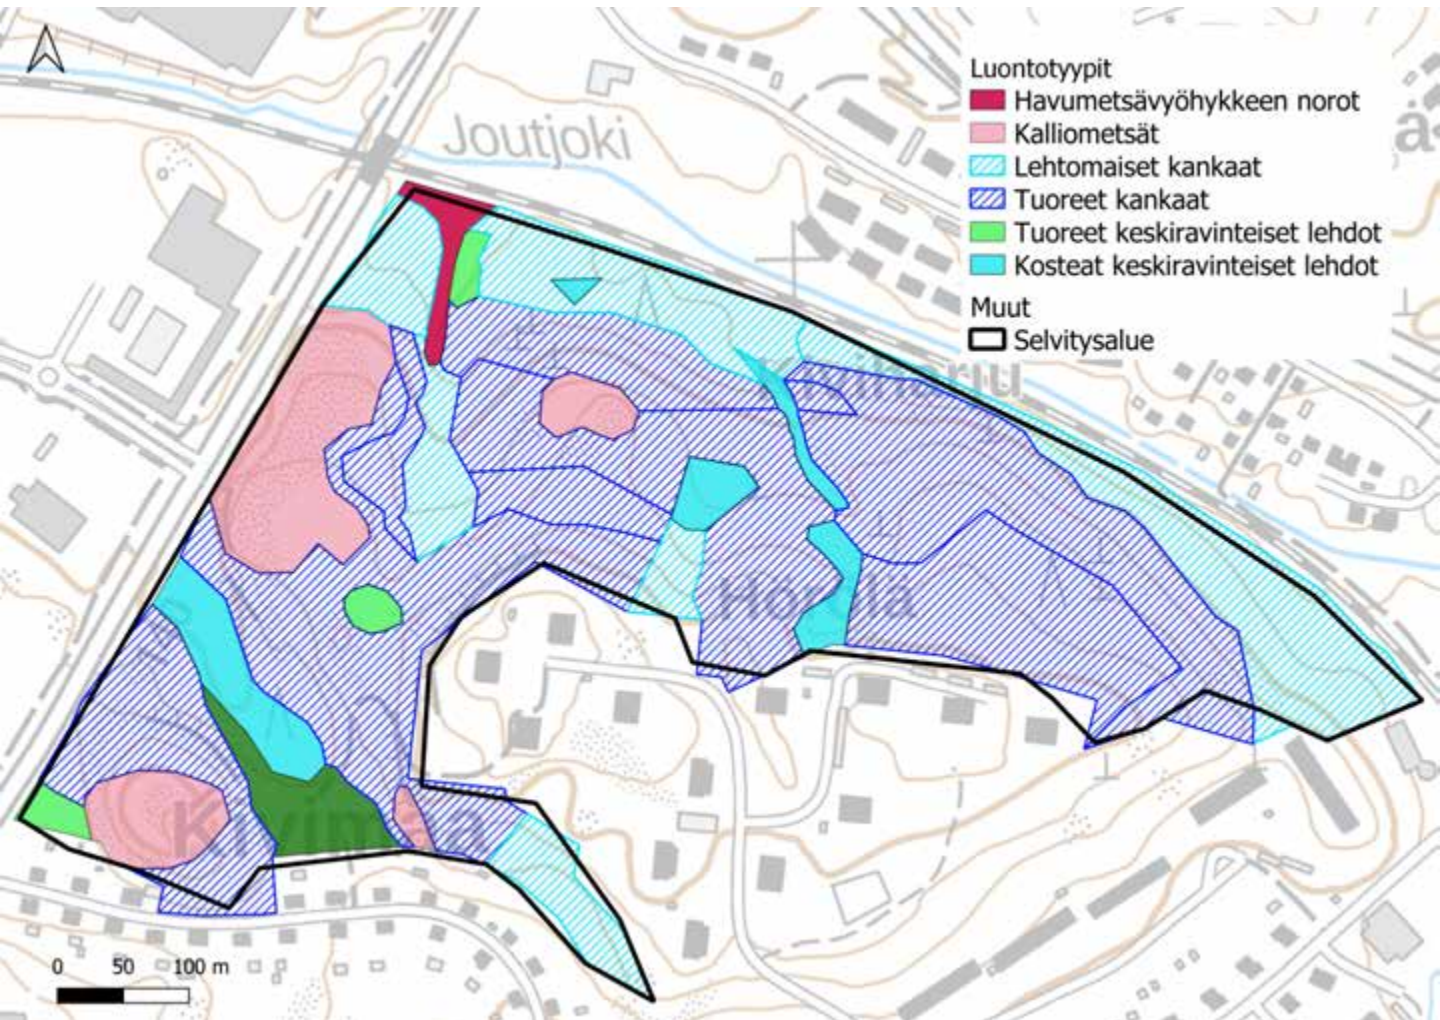 Luontotyypit
Havumetsävyöhykkeen norot
Kalliometsät
Lehtomaiset kankaat
Tuoreet kankaat
Tuoreet keskiravinteiset lehdot
Kosteat keskiravinteiset lehdot
Muut
Selvitysalue
Joutjoki
Kivimaa
0 50 100 m